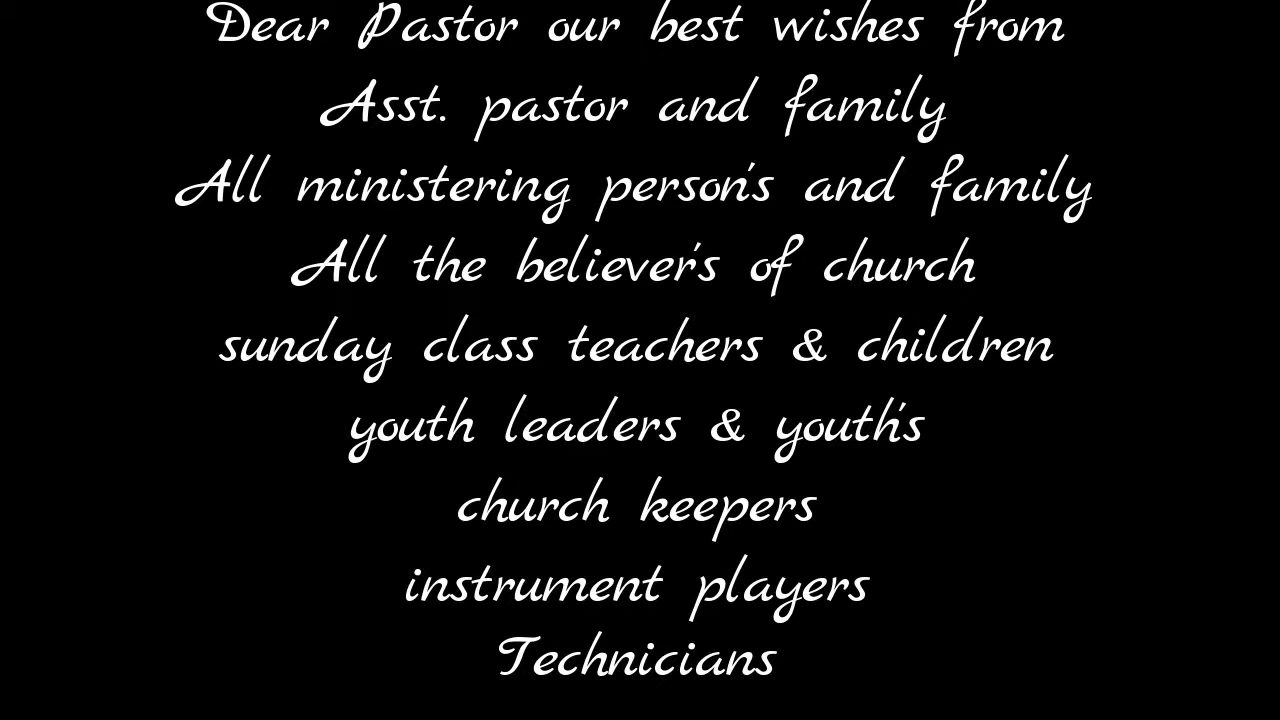 Dear Pastor our best wishes from
Asst. pastor and family
All ministering person's and family
All the believer's of church
sunday class teachers & children
youth leaders & youth's
church keepers
instrument players
Technicians